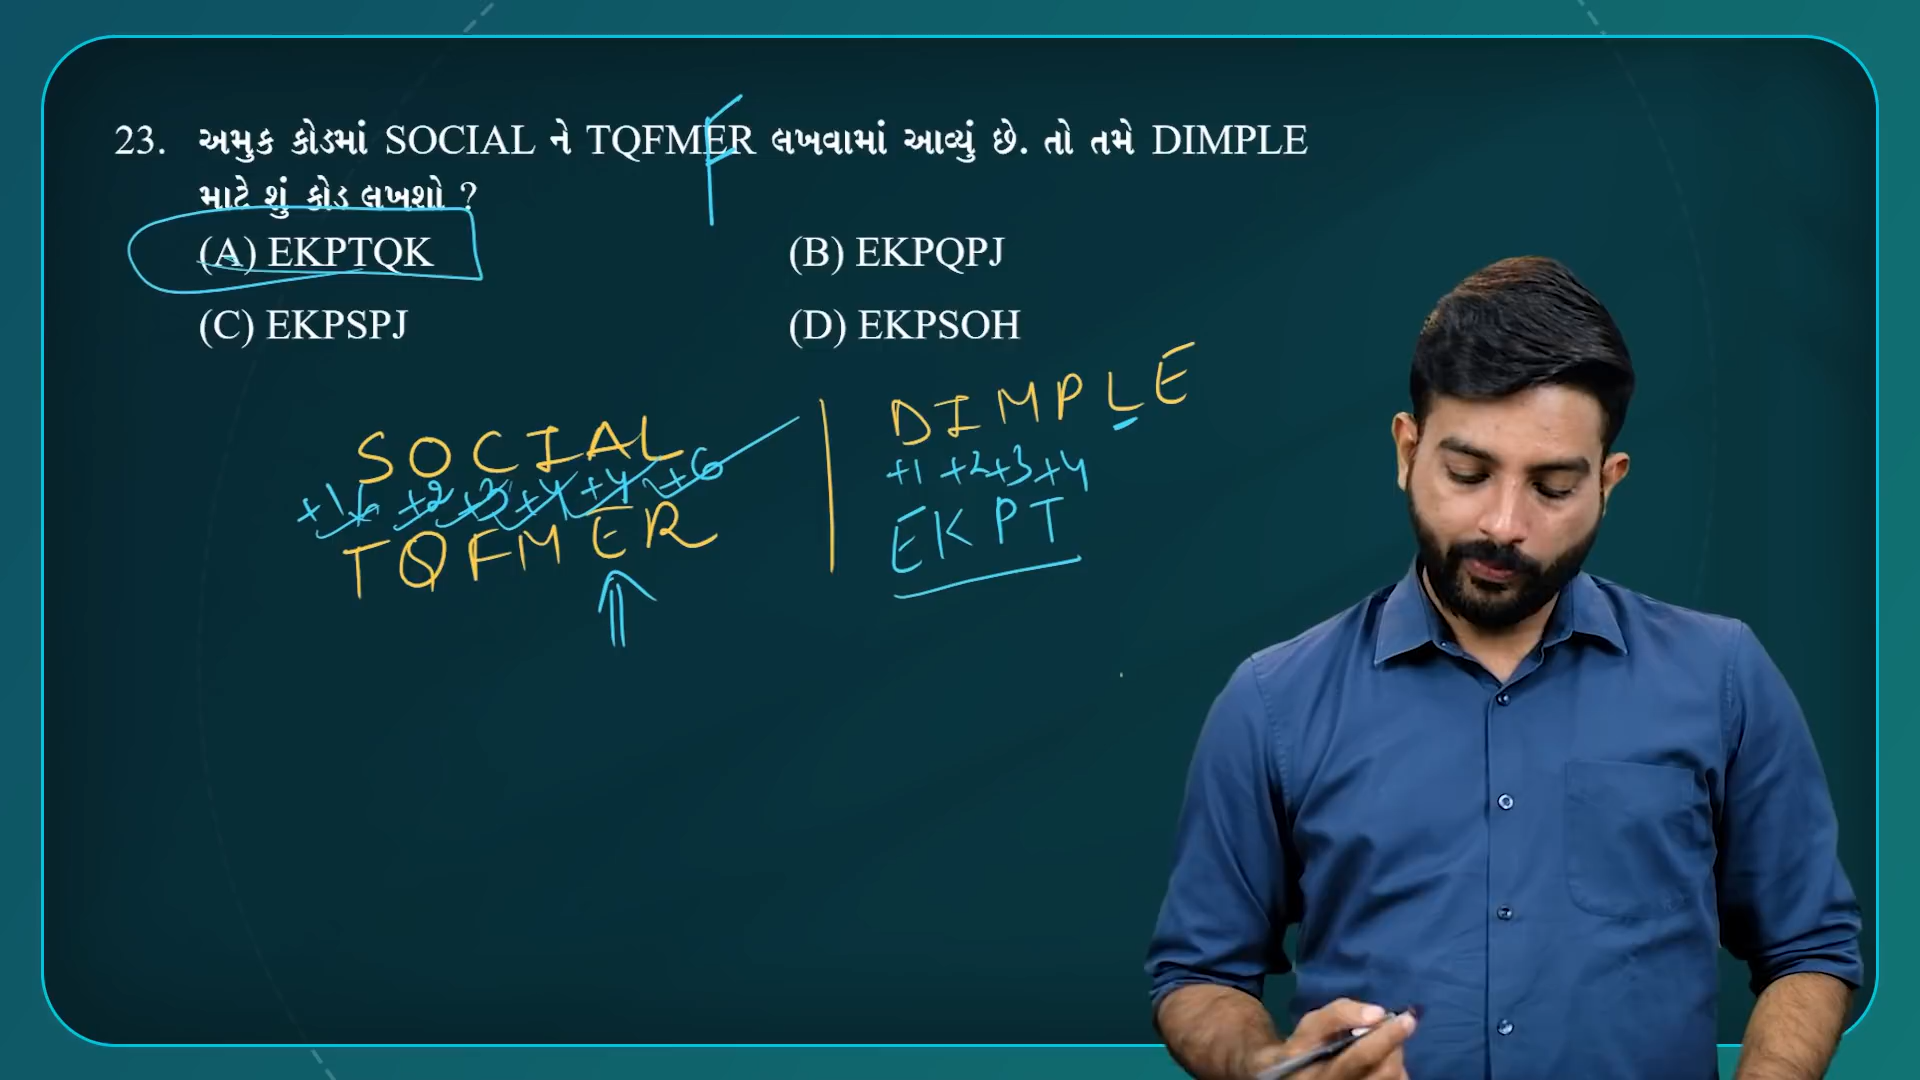 23. અમુક કોડમાં SOCIAL ને TQFMER લખવામાં આવ્યું છે. તો તમે DIMPLE
માટે શું કોડ લખશો ?
(A) EKPTQK (B) EKPQPJ
(C) EKPSPJ (D) EKPSOH
F
SOCIAL
+1 +2 +3 +4 +4 +6
TQFMER
DIMPLE
+1 +2 +3 +4
EKPT